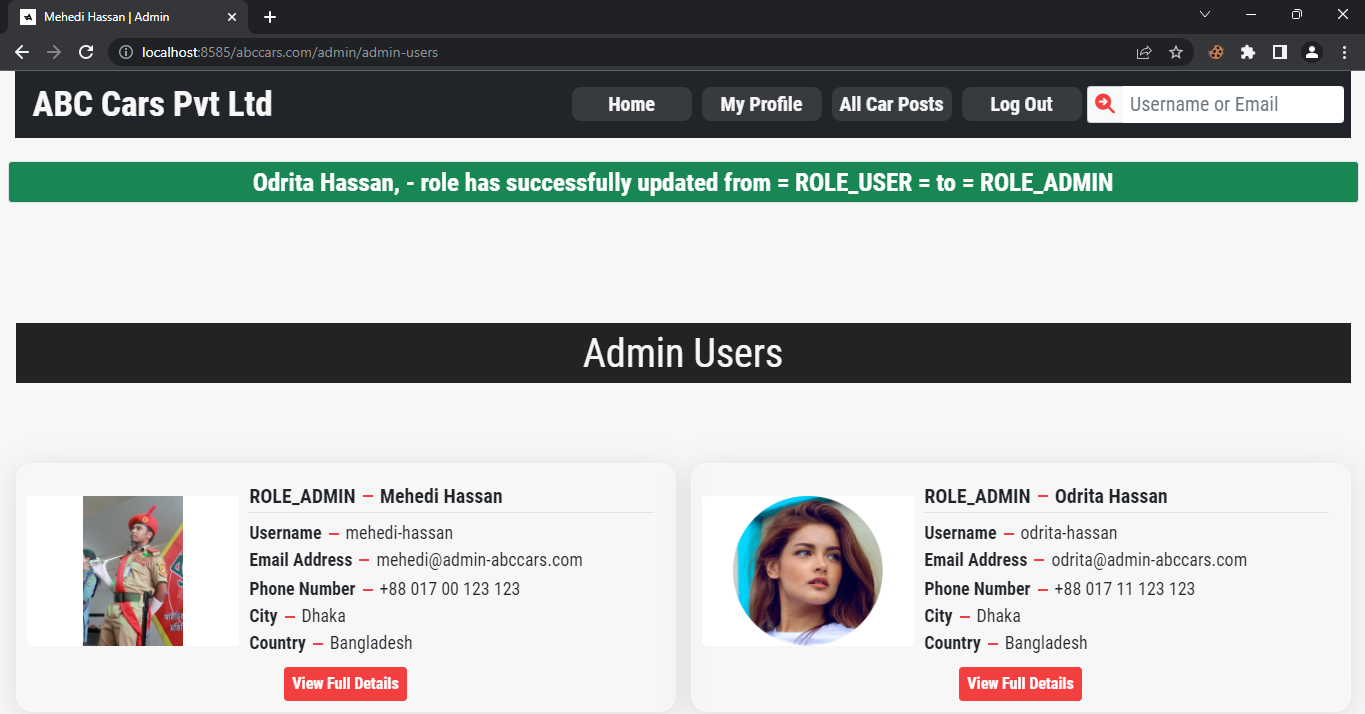 Mehedi Hassan | Admin
localhost:8585/abccars.com/admin/admin-users
ABC Cars Pvt Ltd
Home
My Profile
All Car Posts
Log Out
Username or Email
Odrita Hassan, - role has successfully updated from = ROLE_USER = to = ROLE_ADMIN
Admin Users
ROLE_ADMIN — Mehedi Hassan
Username — mehedi-hassan
Email Address — mehedi@admin-abccars.com
Phone Number — +88 017 00 123 123
City — Dhaka
Country — Bangladesh
View Full Details
ROLE_ADMIN — Odrita Hassan
Username — odrita-hassan
Email Address — odrita@admin-abccars.com
Phone Number — +88 017 11 123 123
City — Dhaka
Country — Bangladesh
View Full Details